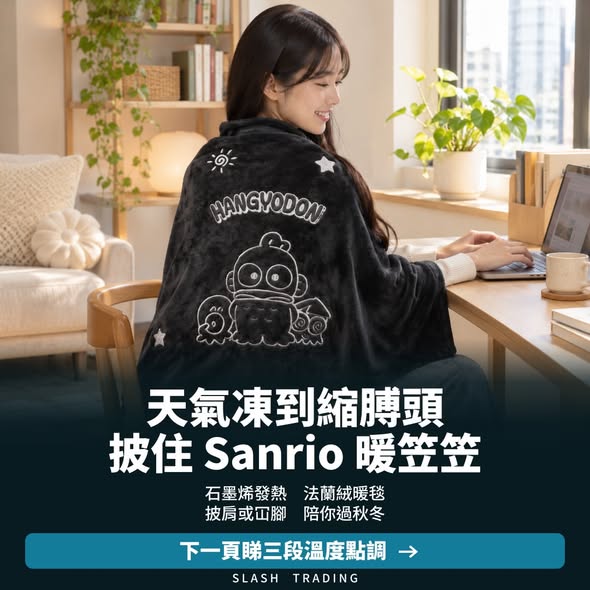 HANGYODON
天氣凍到縮膊頭
披住 Sanrio 暖笠笠
石墨烯發熱　法蘭絨暖毯
披肩或冚腳　陪你過秋冬
下一頁睇三段溫度點調 →
SLASH TRADING